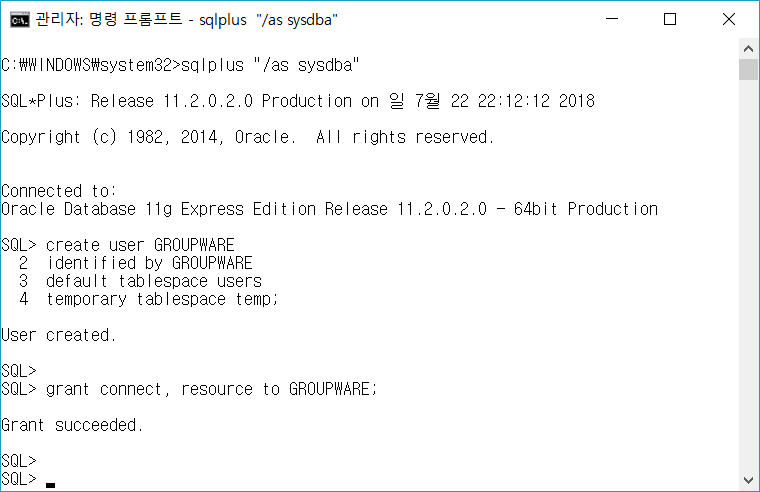 관리자: 명령 프롬프트 - sqlplus  "/as sysdba"
C:₩WINDOWS₩system32>sqlplus "/as sysdba"
SQL*Plus: Release 11.2.0.2.0 Production on 일 7월 22 22:12:12 2018
Copyright (c) 1982, 2014, Oracle.  All rights reserved.
Connected to:
Oracle Database 11g Express Edition Release 11.2.0.2.0 - 64bit Production
SQL> create user GROUPWARE
  2  identified by GROUPWARE
  3  default tablespace users
  4  temporary tablespace temp;
User created.
SQL>
SQL> grant connect, resource to GROUPWARE;
Grant succeeded.
SQL>
SQL>